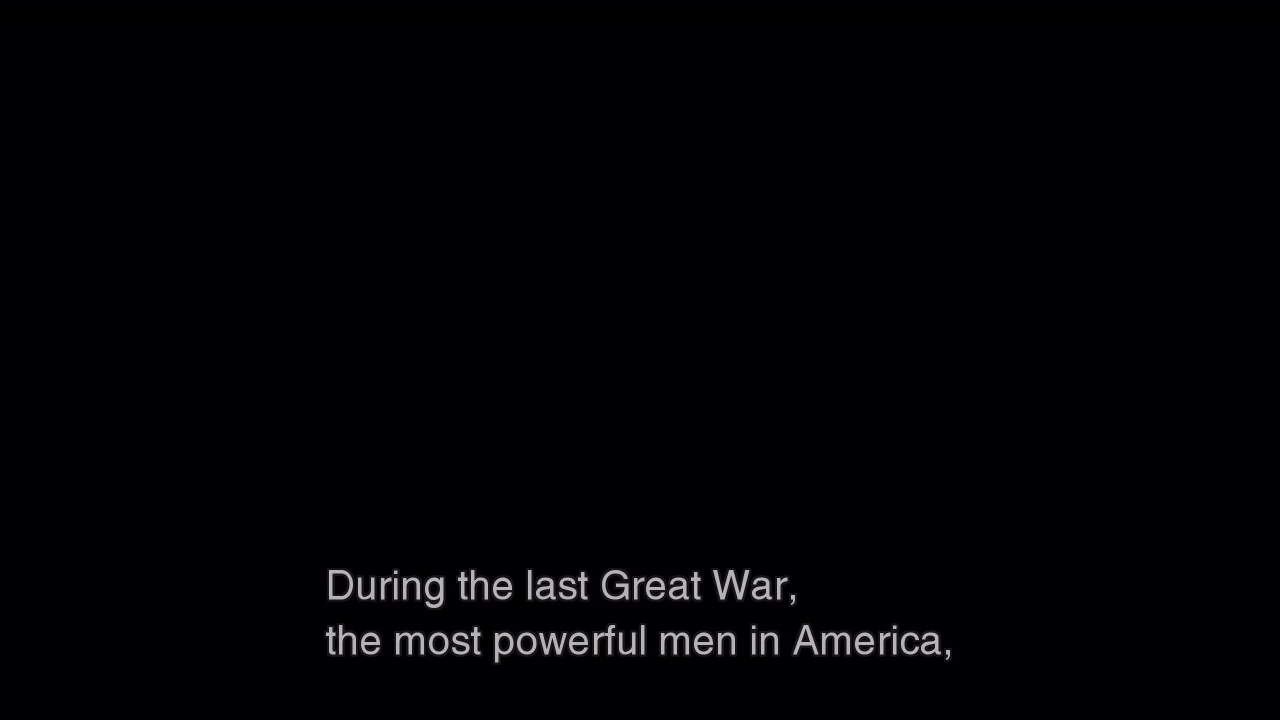 During the last Great War,
the most powerful men in America,